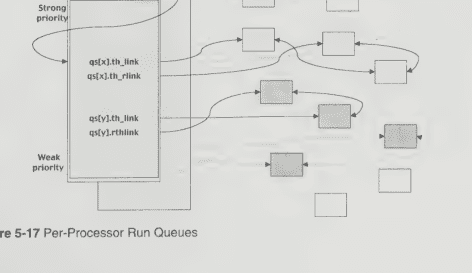 Strong
priority
qs[x].th_link
qs[x].th_rlink
qs[y].th_link
qs[y].rthlink
Weak
priority
re 5-17 Per-Processor Run Queues